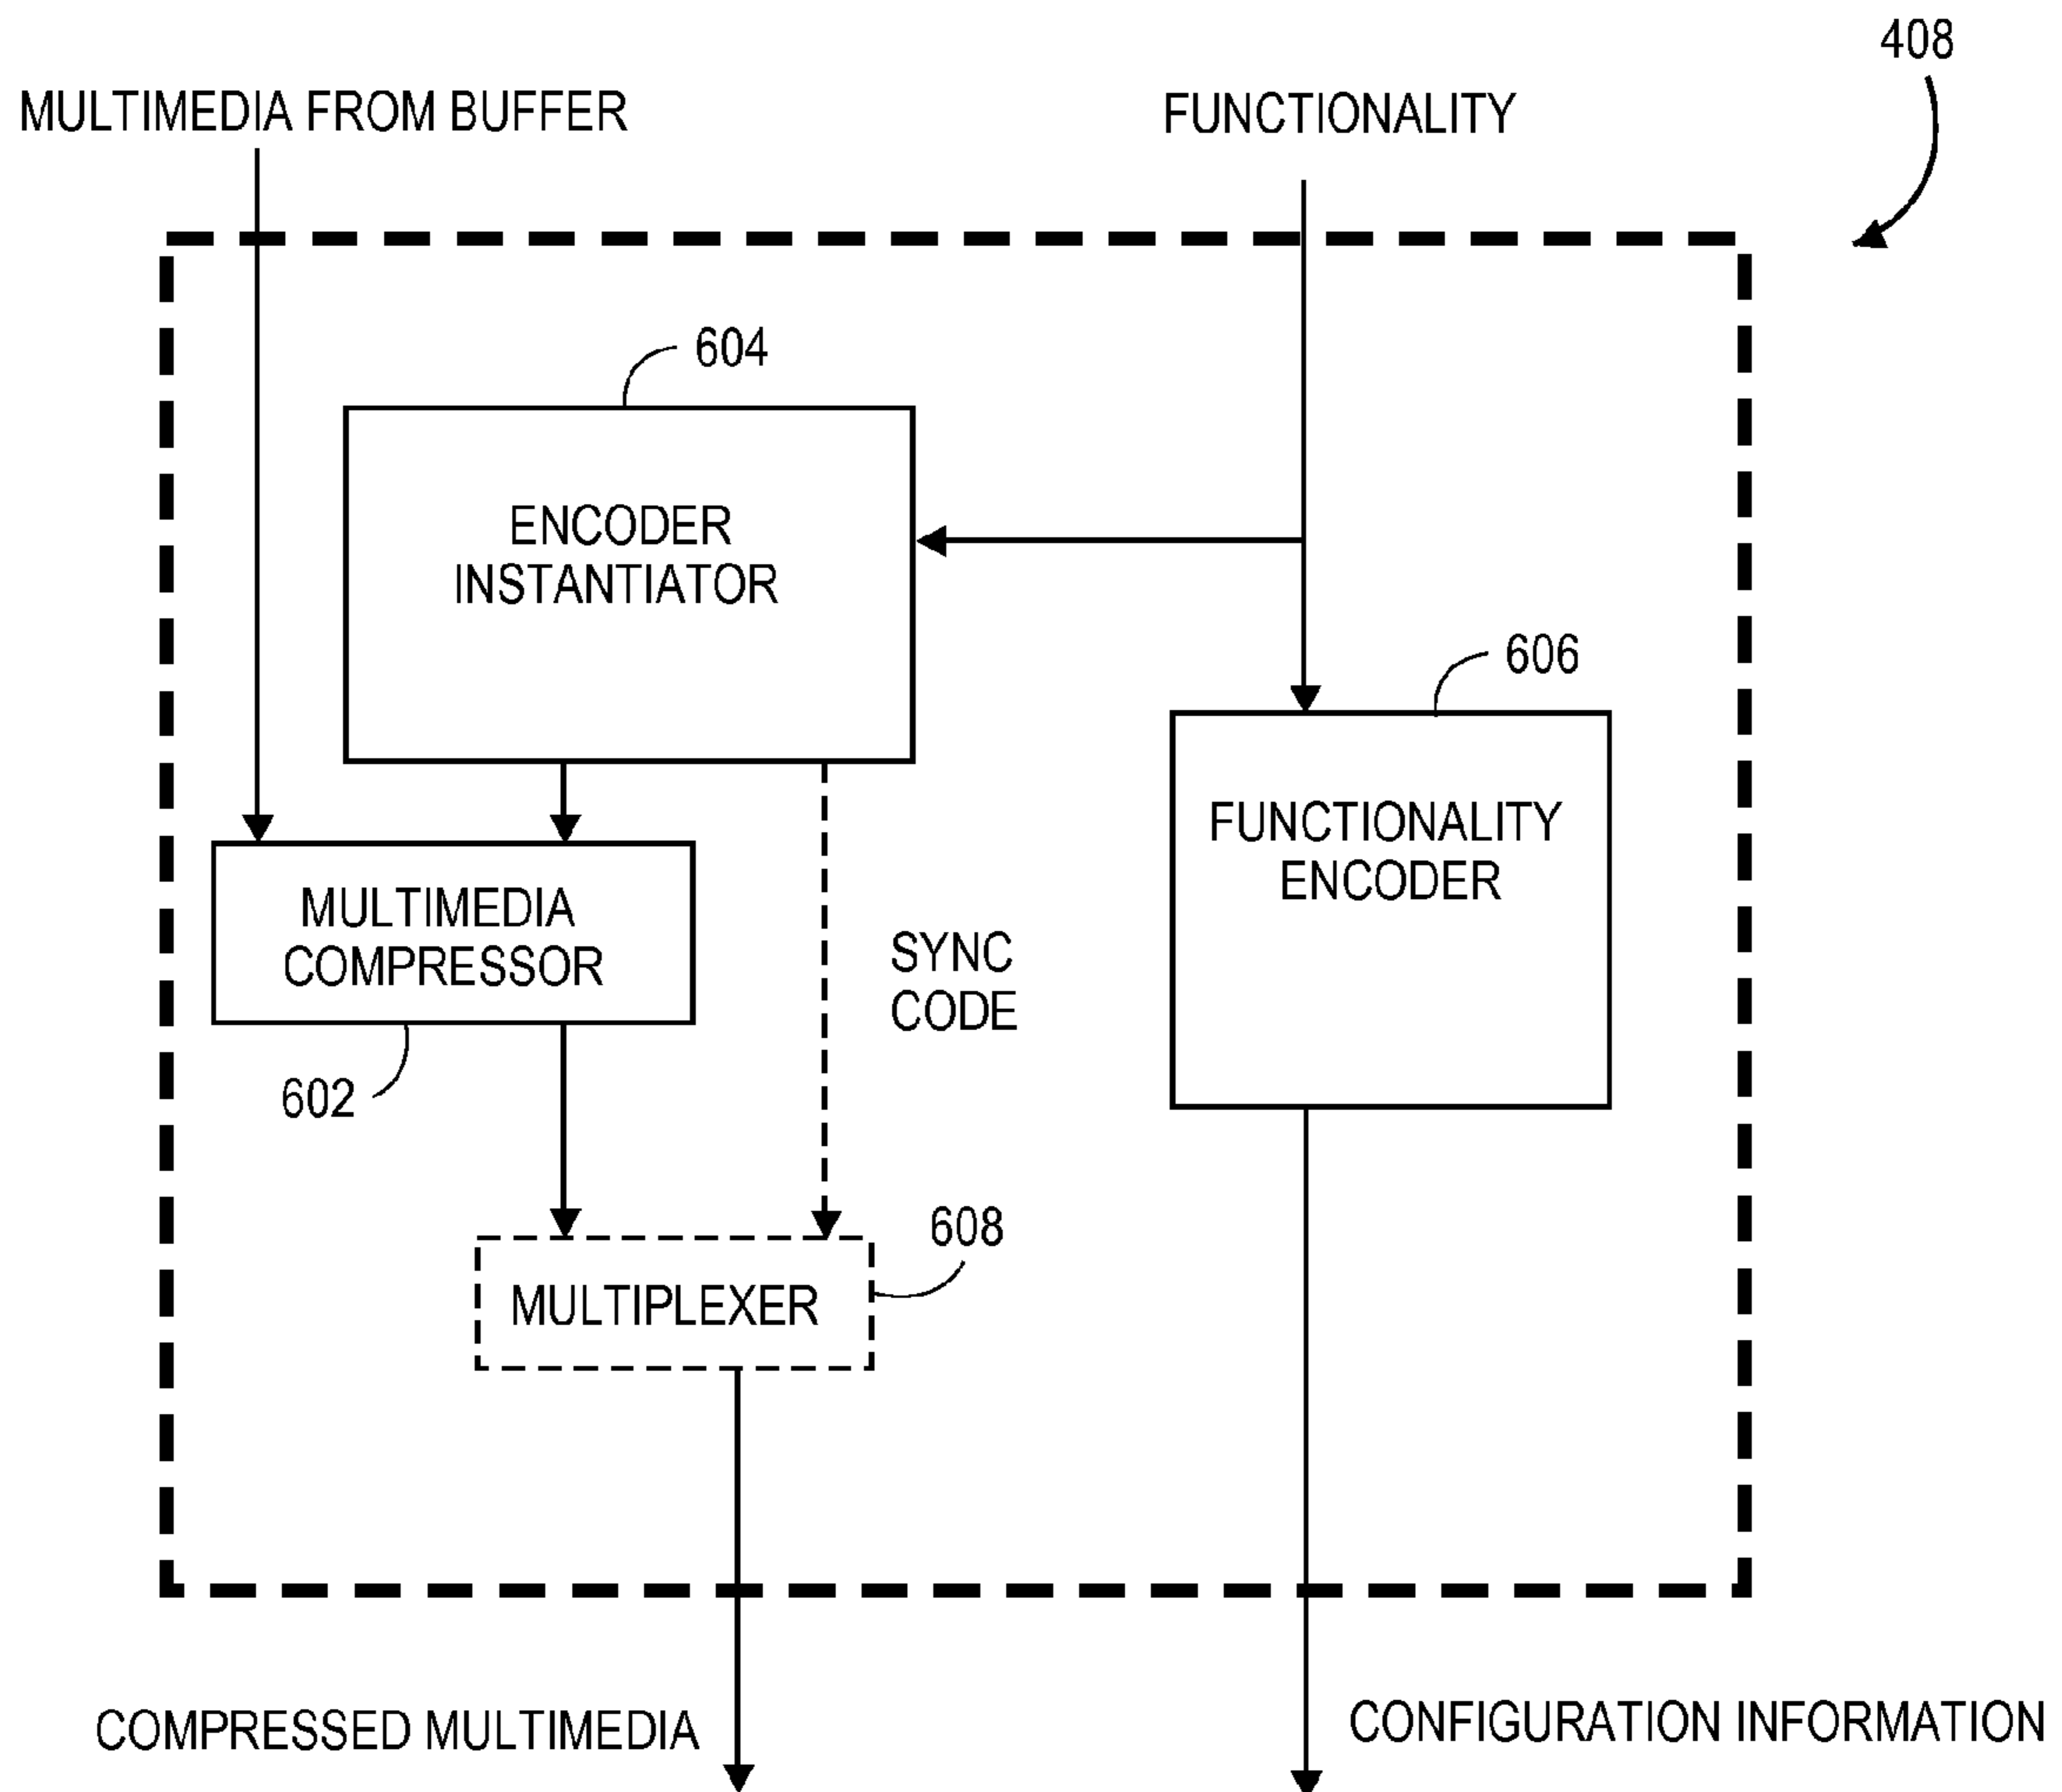 408
MULTIMEDIA FROM BUFFER
FUNCTIONALITY
604
ENCODER
INSTANTIATOR
606
FUNCTIONALITY
ENCODER
MULTIMEDIA
COMPRESSOR
SYNC
CODE
602
608
MULTIPLEXER
COMPRESSED MULTIMEDIA
CONFIGURATION INFORMATION